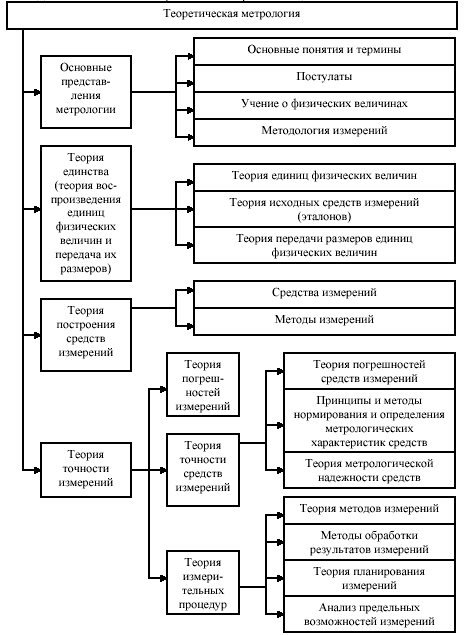 Теоретическая метрология
Основные
представ-
ления
метрологии
Основные понятия и термины
Постулаты
Учение о физических величинах
Методология измерений
Теория
единства
(теория вос-
произведения
единиц
физических
величин и
передача их
размеров)
Теория единиц физических величин
Теория исходных средств измерений
(эталонов)
Теория передачи размеров единиц
физических величин
Теория
построения
средств
измерений
Средства измерений
Методы измерений
Теория
точности
измерений
Теория
погреш-
ностей
измерений
Теория
точности
средств
измерений
Теория погрешностей
средств измерений
Принципы и методы
нормирования и определения
метрологических
характеристик средств
Теория метрологической
надежности средств
Теория
измери-
тельных
процедур
Теория методов измерений
Методы обработки
результатов измерений
Теория планирования
измерений
Анализ предельных
возможностей измерений